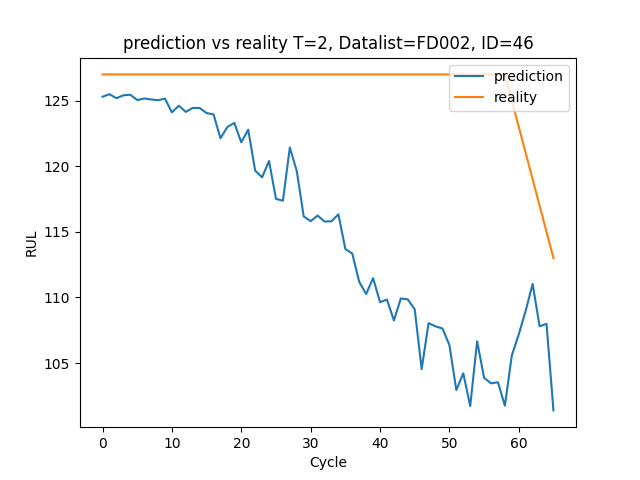 prediction vs reality T=2, Datalist=FD002, ID=46
prediction
reality
RUL
125
120
115
110
105
0 10 20 30 40 50 60
Cycle